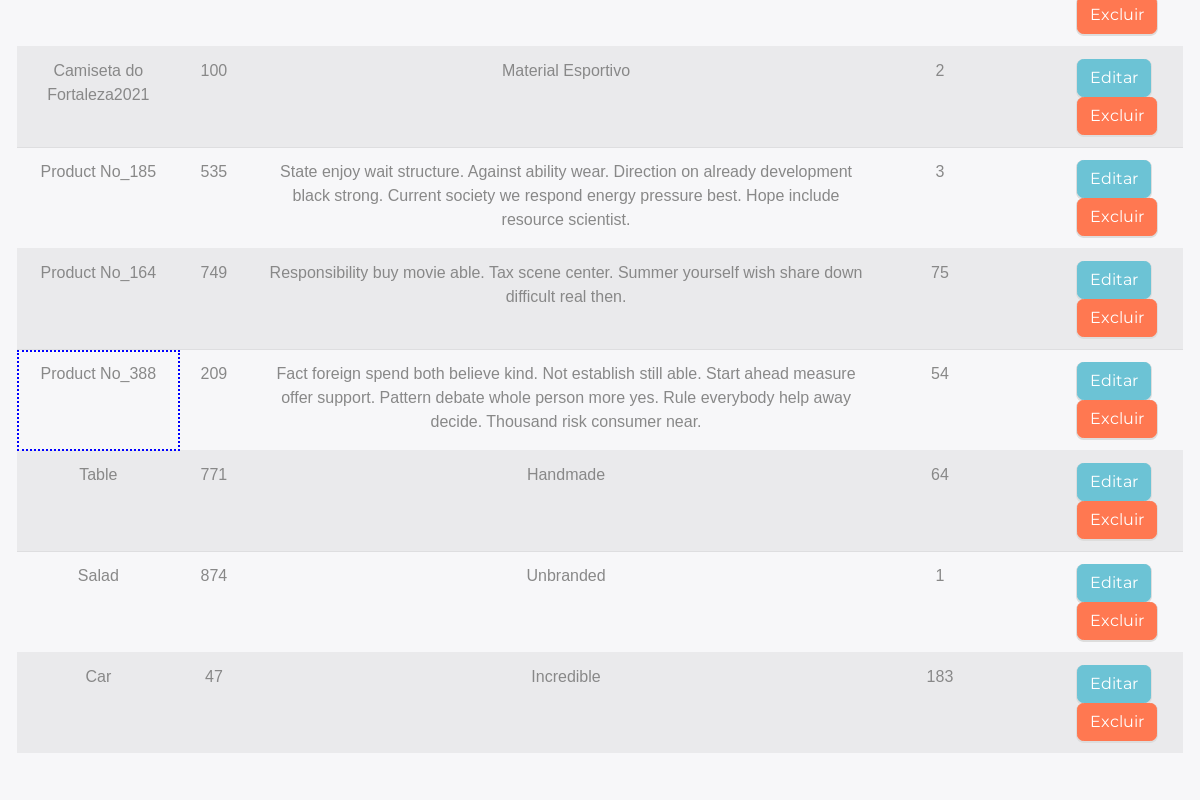 Excluir
Camiseta do
Fortaleza2021
100
Material Esportivo
2
Editar
Excluir
Product No_185
535
State enjoy wait structure. Against ability wear. Direction on already development
black strong. Current society we respond energy pressure best. Hope include
resource scientist.
3
Editar
Excluir
Product No_164
749
Responsibility buy movie able. Tax scene center. Summer yourself wish share down
difficult real then.
75
Editar
Excluir
Product No_388
209
Fact foreign spend both believe kind. Not establish still able. Start ahead measure
offer support. Pattern debate whole person more yes. Rule everybody help away
decide. Thousand risk consumer near.
54
Editar
Excluir
Table
771
Handmade
64
Editar
Excluir
Salad
874
Unbranded
1
Editar
Excluir
Car
47
Incredible
183
Editar
Excluir